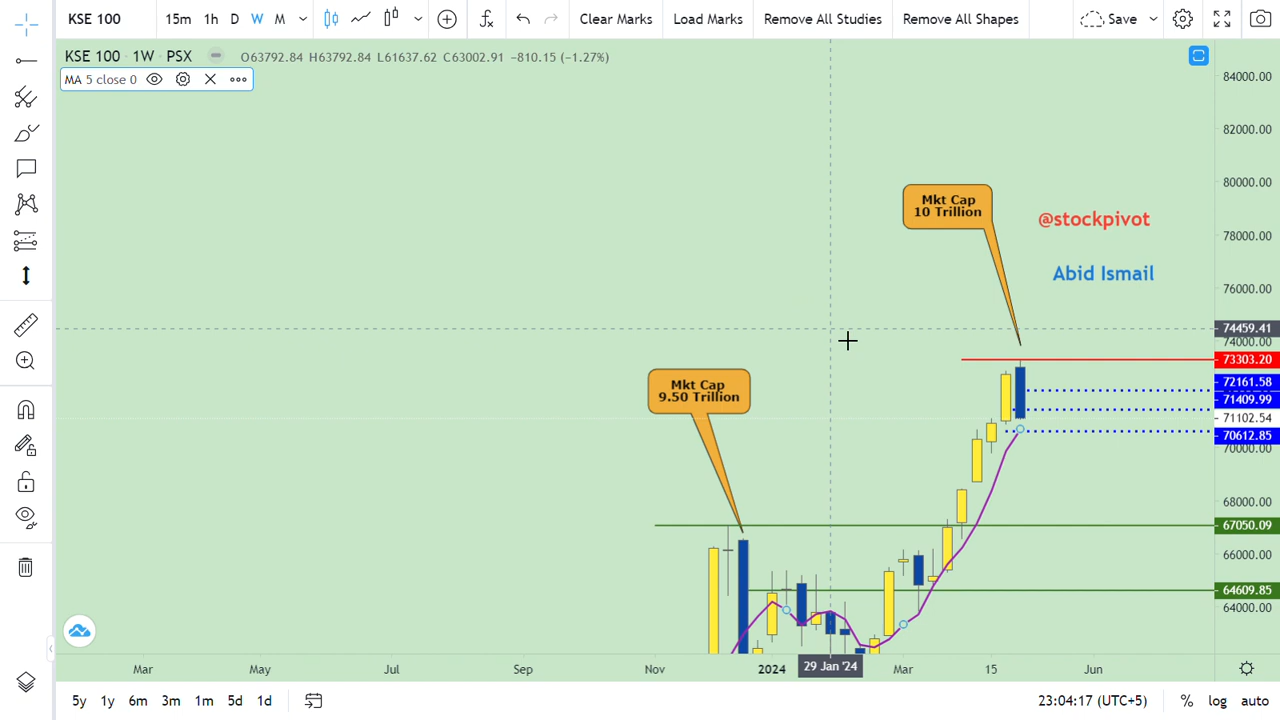 KSE 100 15m 1h D W M Clear Marks Load Marks Remove All Studies Remove All Shapes Save
KSE 100 1W PSX O63792.84 H63792.84 L61637.62 C63002.91 −810.15 (−1.27%)
MA 5 close 0
84000.00
82000.00
80000.00
Mkt Cap
10 Trillion
@stockpivot
78000.00
Abid Ismail
76000.00
74459.41
74000.00
73303.20
Mkt Cap
9.50 Trillion
72161.58
71409.99
71102.54
70612.85
70000.00
68000.00
67050.09
66000.00
64609.85
64000.00
Mar May Jul Sep Nov 2024 29 Jan '24 Mar 15 Jun
5y 1y 6m 3m 1m 5d 1d 23:04:17 (UTC+5) % log auto